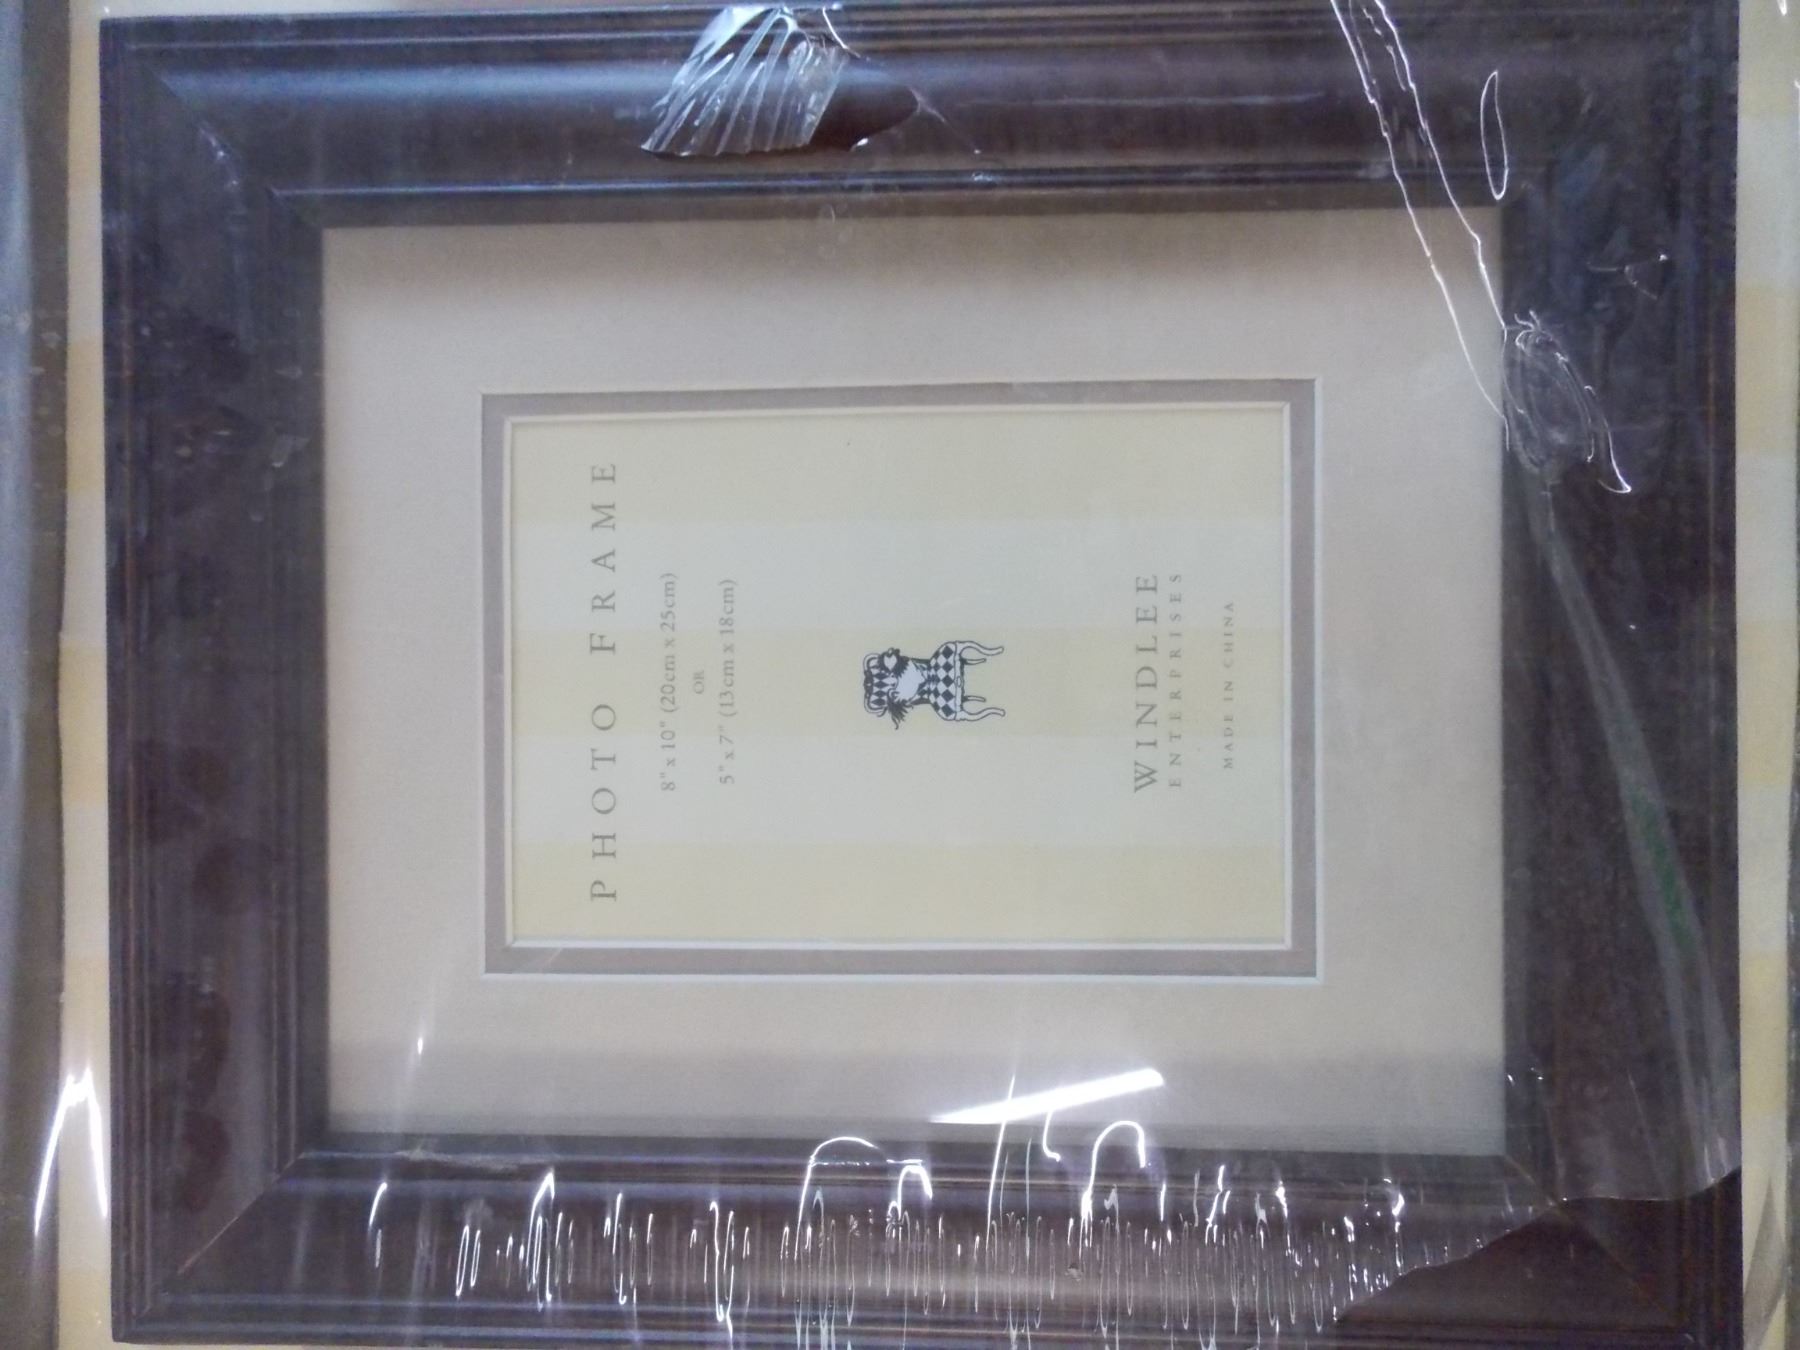 PHOTO FRAME
8" x 10" (20cm x 25cm)
OR
5" x 7" (13cm x 18cm)
WINDLEE
ENTERPRISES
MADE IN CHINA